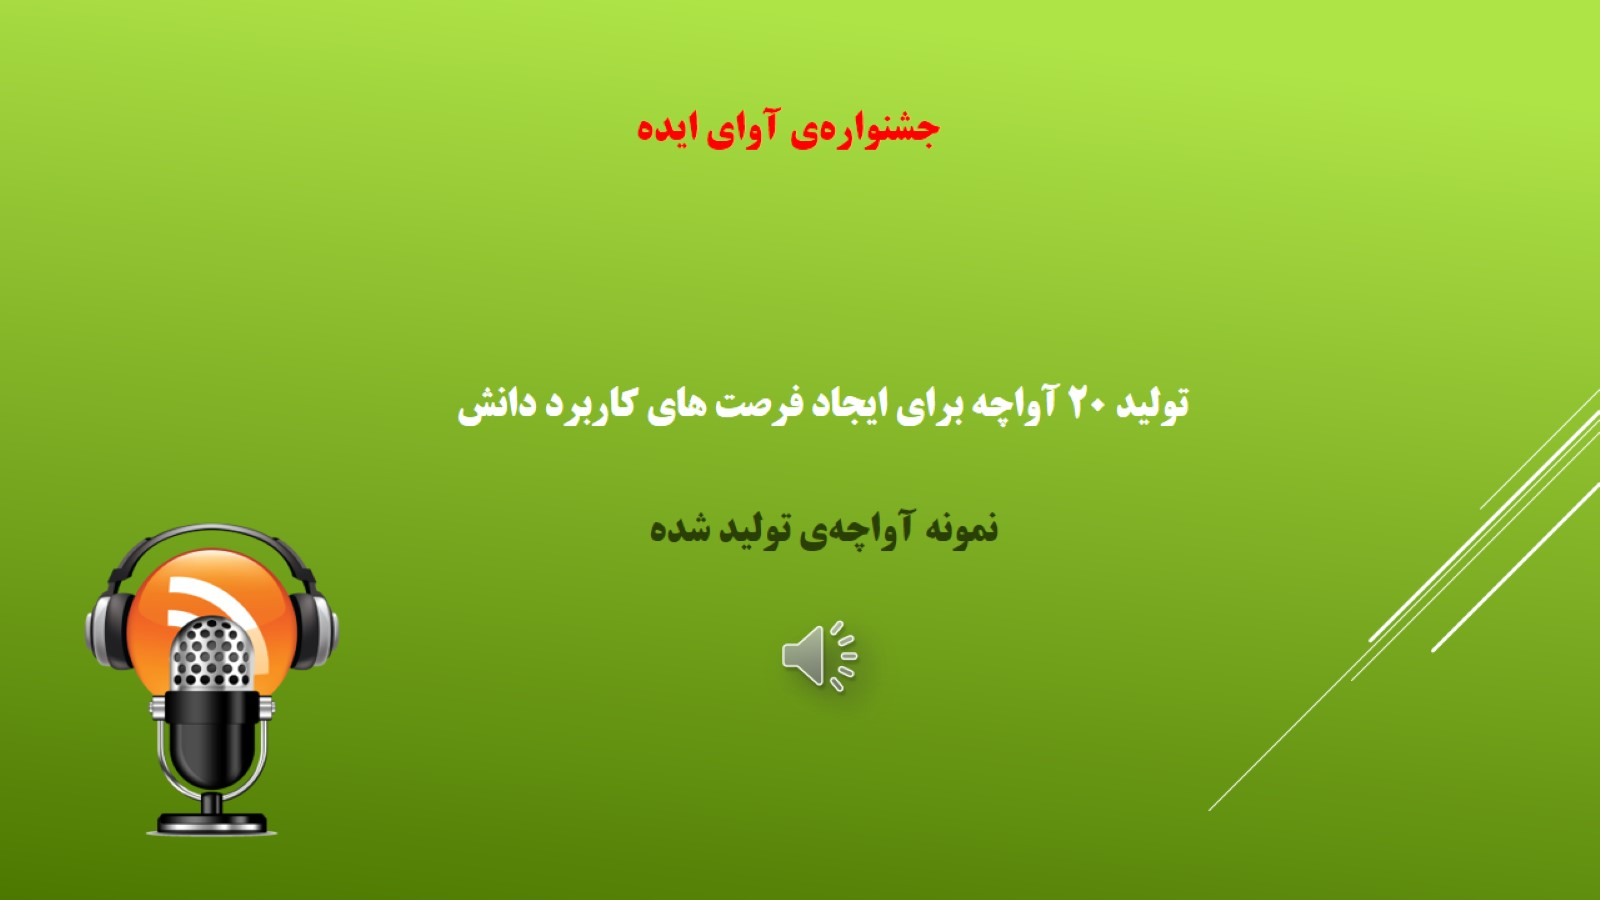 جشنواره‌ی آوای ایده
تولید ۲۰ آواچه برای ایجاد فرصت های کاربرد دانش
نمونه آواچه‌ی تولید شده